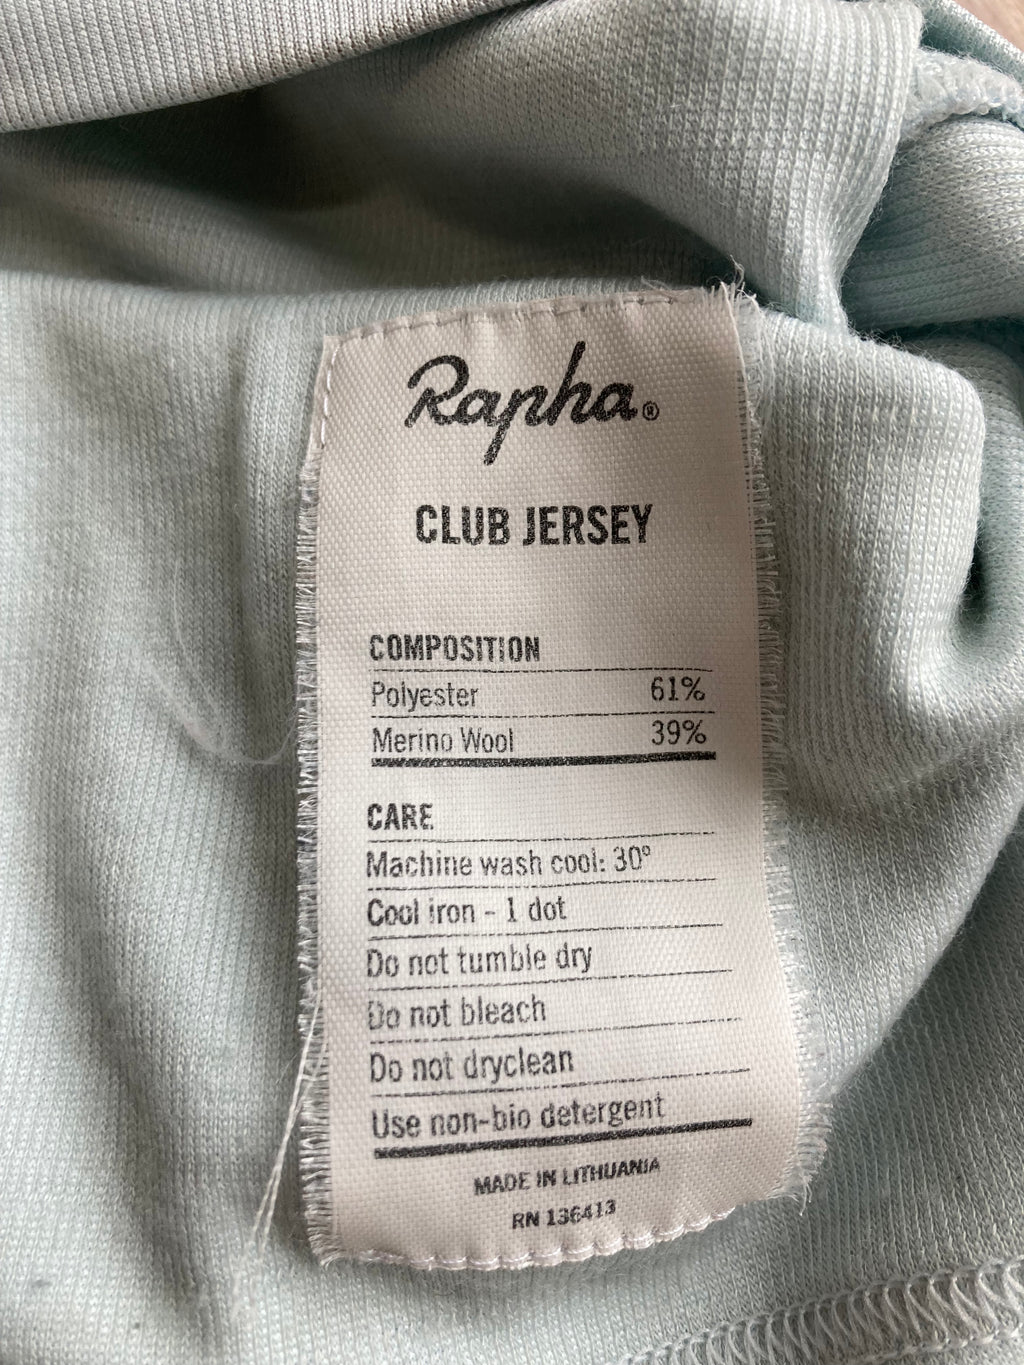 Rapha®
CLUB JERSEY
COMPOSITION
Polyester 61%
Merino Wool 39%
CARE
Machine wash cool: 30°
Cool iron - 1 dot
Do not tumble dry
Do not bleach
Do not dryclean
Use non-bio detergent
MADE IN LITHUANIA
RN 136413